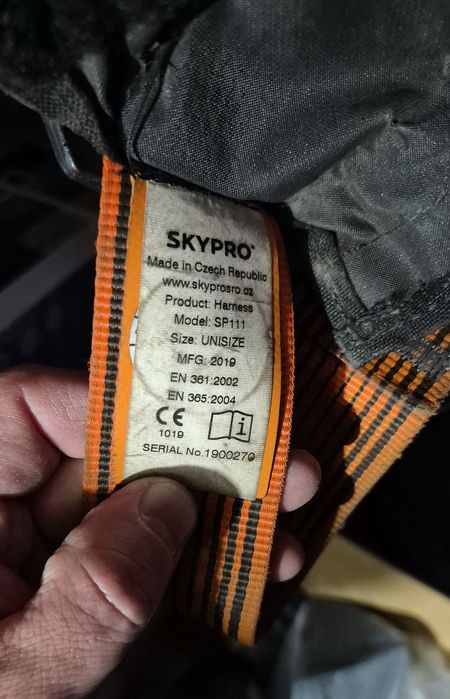 SKYPRO®
Made in Czech Republic
www.skyprosro.cz
Product: Harness
Model: SP111
Size: UNISIZE
MFG: 2019
EN 361:2002
EN 365:2004
CE
1019
i
SERIAL No.1900270